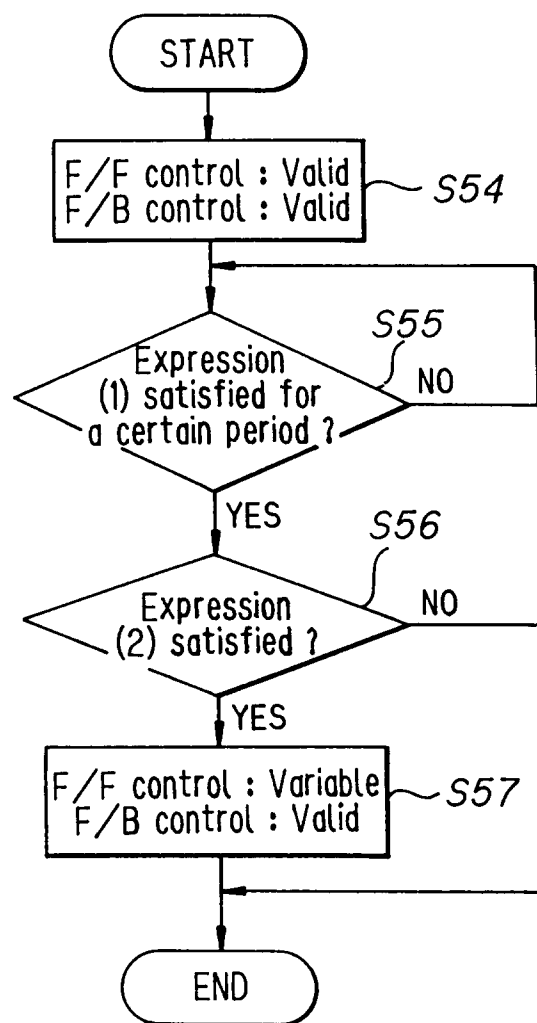 START
F/F control : Valid
F/B control : Valid
S54
S55
Expression
(1) satisfied for
a certain period ?
NO
YES
S56
Expression
(2) satisfied ?
NO
YES
F/F control : Variable
F/B control : Valid
S57
END